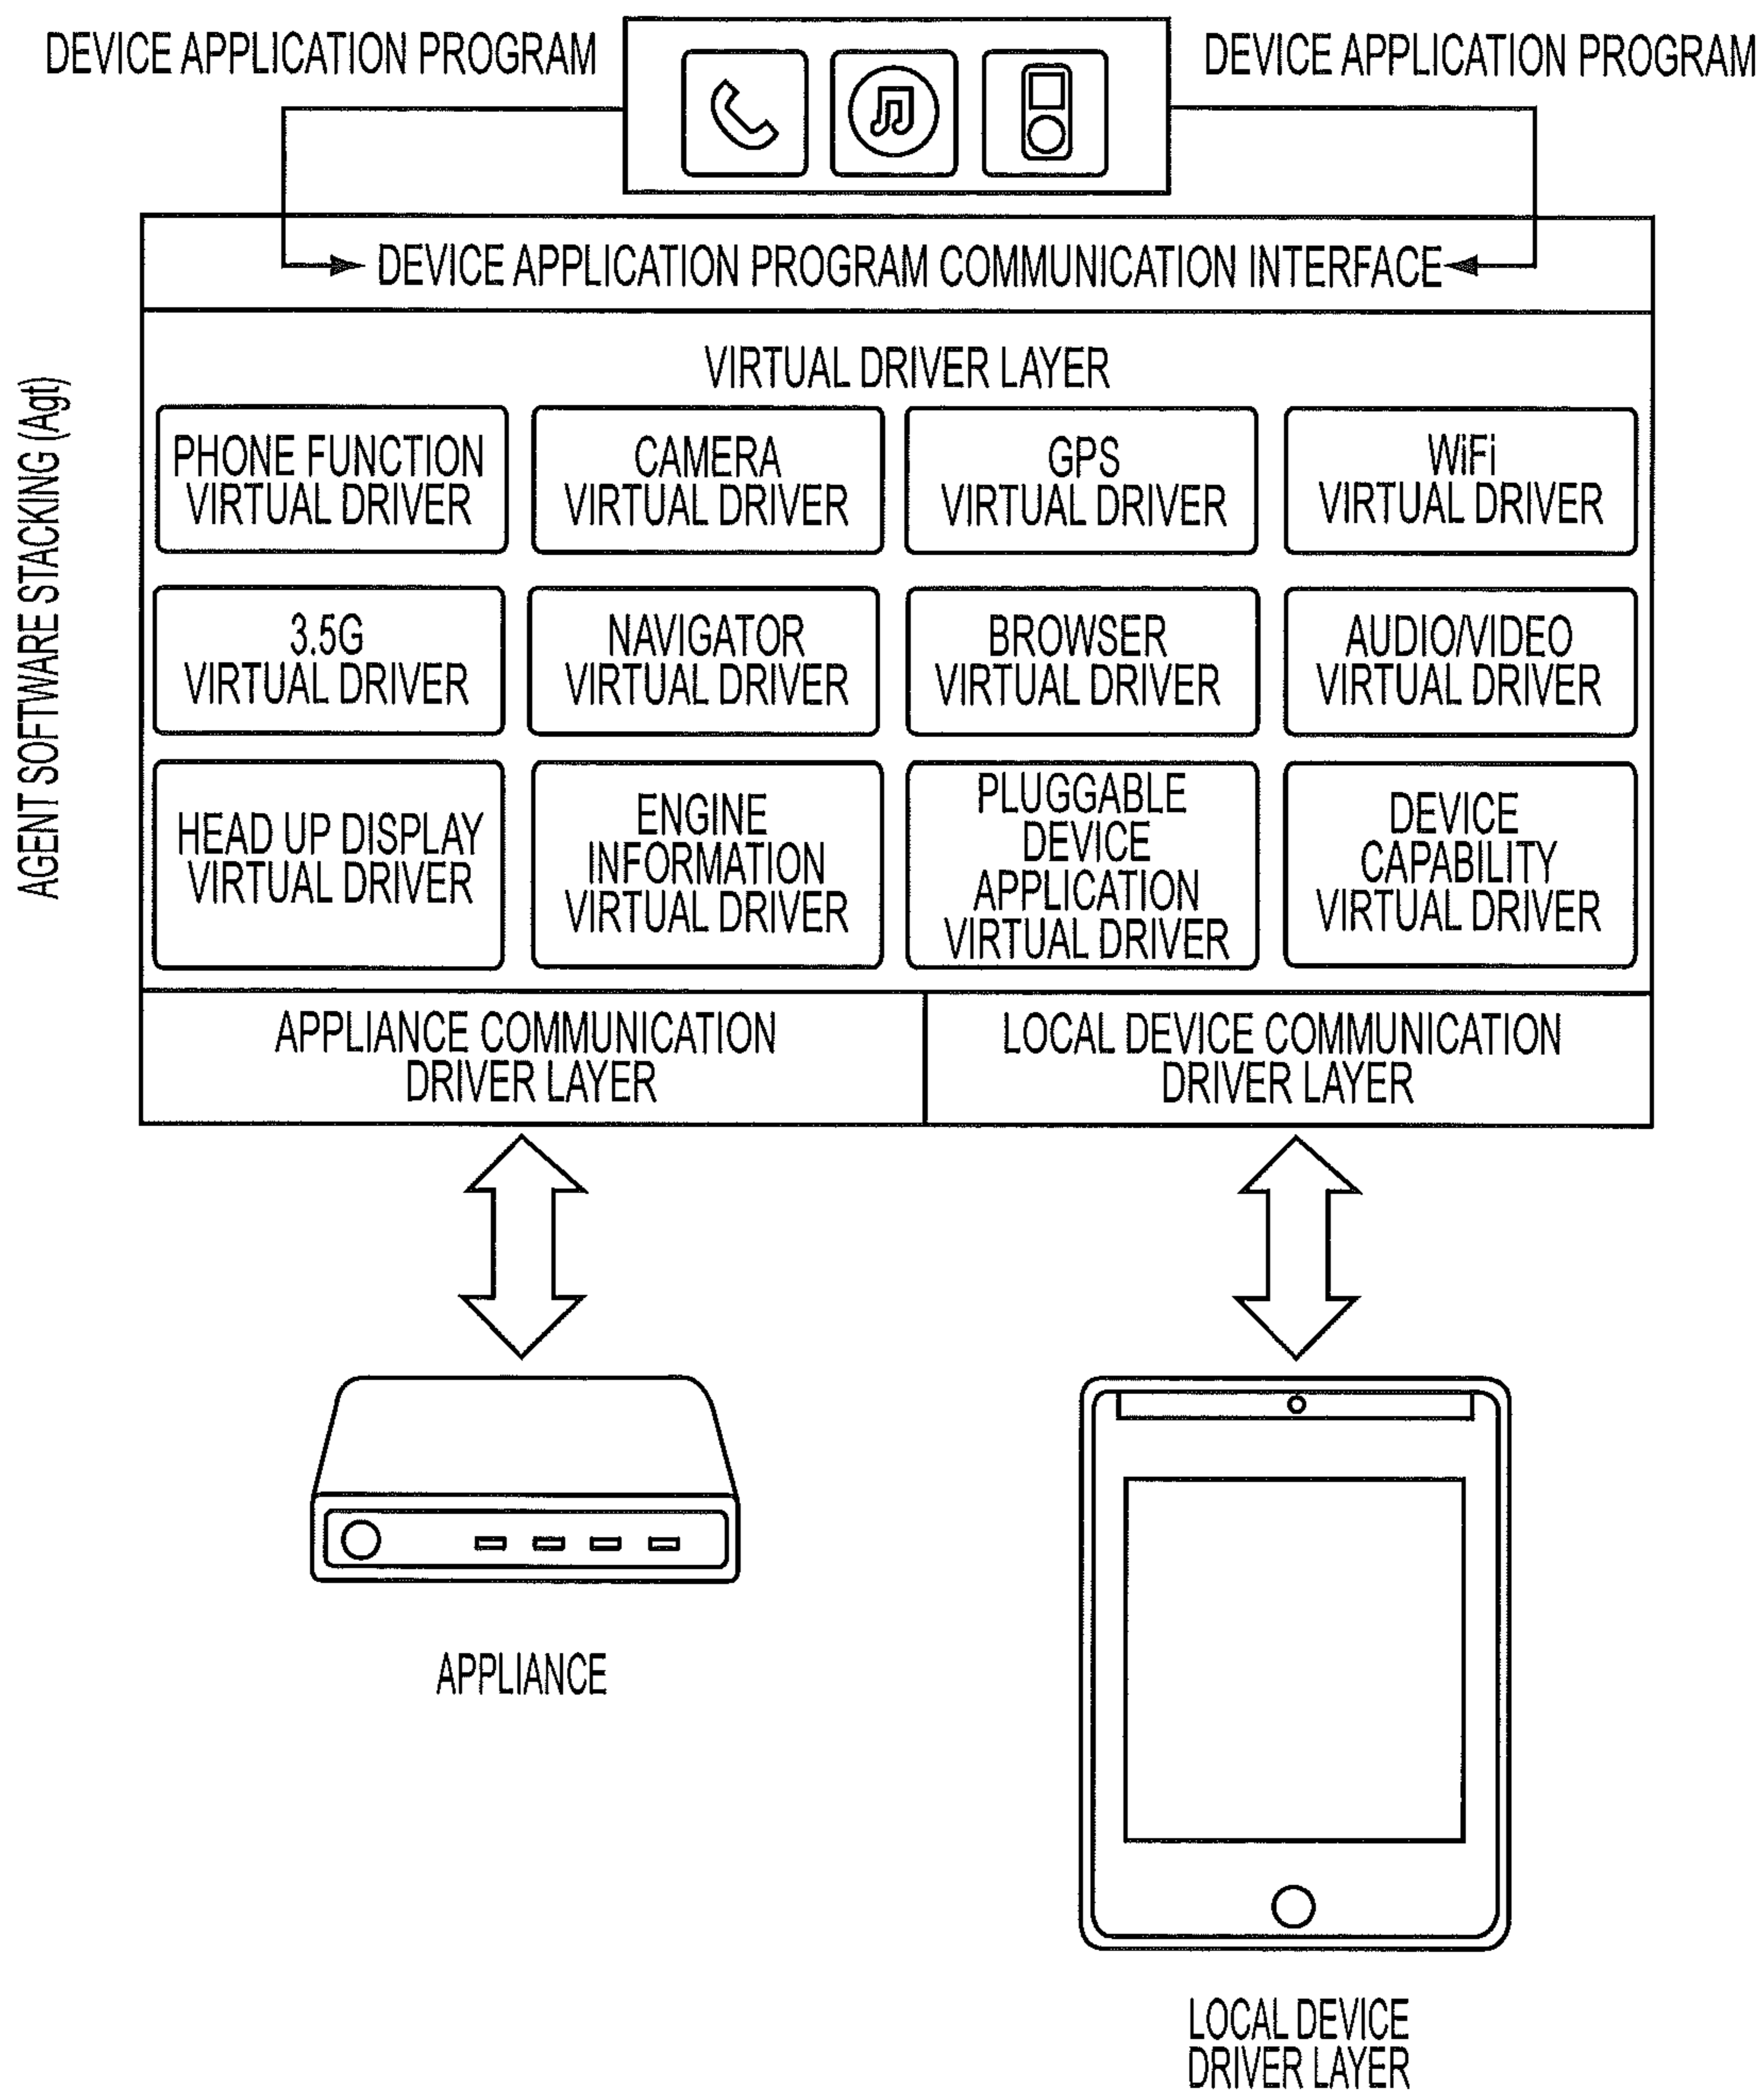 DEVICE APPLICATION PROGRAM
DEVICE APPLICATION PROGRAM
DEVICE APPLICATION PROGRAM COMMUNICATION INTERFACE
AGENT SOFTWARE STACKING (Agt)
VIRTUAL DRIVER LAYER
PHONE FUNCTION
VIRTUAL DRIVER
CAMERA
VIRTUAL DRIVER
GPS
VIRTUAL DRIVER
WiFi
VIRTUAL DRIVER
3.5G
VIRTUAL DRIVER
NAVIGATOR
VIRTUAL DRIVER
BROWSER
VIRTUAL DRIVER
AUDIO/VIDEO
VIRTUAL DRIVER
HEAD UP DISPLAY
VIRTUAL DRIVER
ENGINE
INFORMATION
VIRTUAL DRIVER
PLUGGABLE
DEVICE
APPLICATION
VIRTUAL DRIVER
DEVICE
CAPABILITY
VIRTUAL DRIVER
APPLIANCE COMMUNICATION
DRIVER LAYER
LOCAL DEVICE COMMUNICATION
DRIVER LAYER
APPLIANCE
LOCAL DEVICE
DRIVER LAYER